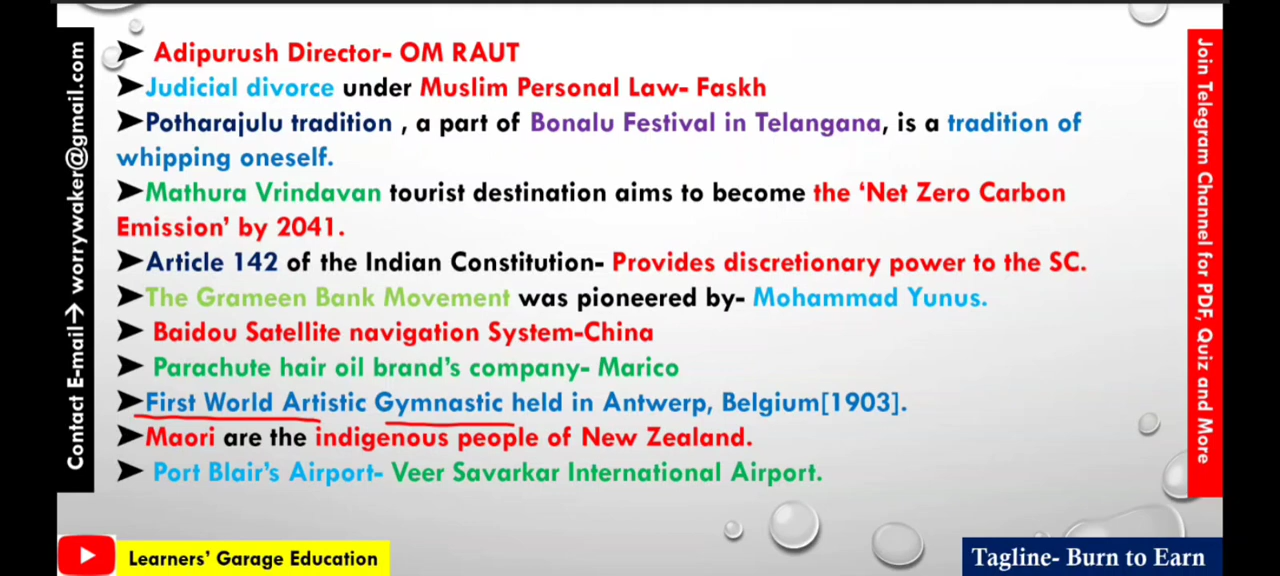 Contact E-mail→ worrywaker@gmail.com
➤ Adipurush Director- OM RAUT
➤Judicial divorce under Muslim Personal Law- Faskh
➤Potharajulu tradition , a part of Bonalu Festival in Telangana, is a tradition of
whipping oneself.
➤Mathura Vrindavan tourist destination aims to become the ‘Net Zero Carbon
Emission’ by 2041.
➤Article 142 of the Indian Constitution- Provides discretionary power to the SC.
➤The Grameen Bank Movement was pioneered by- Mohammad Yunus.
➤ Baidou Satellite navigation System-China
➤ Parachute hair oil brand’s company- Marico
➤First World Artistic Gymnastic held in Antwerp, Belgium[1903].
➤Maori are the indigenous people of New Zealand.
➤ Port Blair’s Airport- Veer Savarkar International Airport.
Join Telegram Channel for PDF, Quiz and More
Learners’ Garage Education
Tagline- Burn to Earn